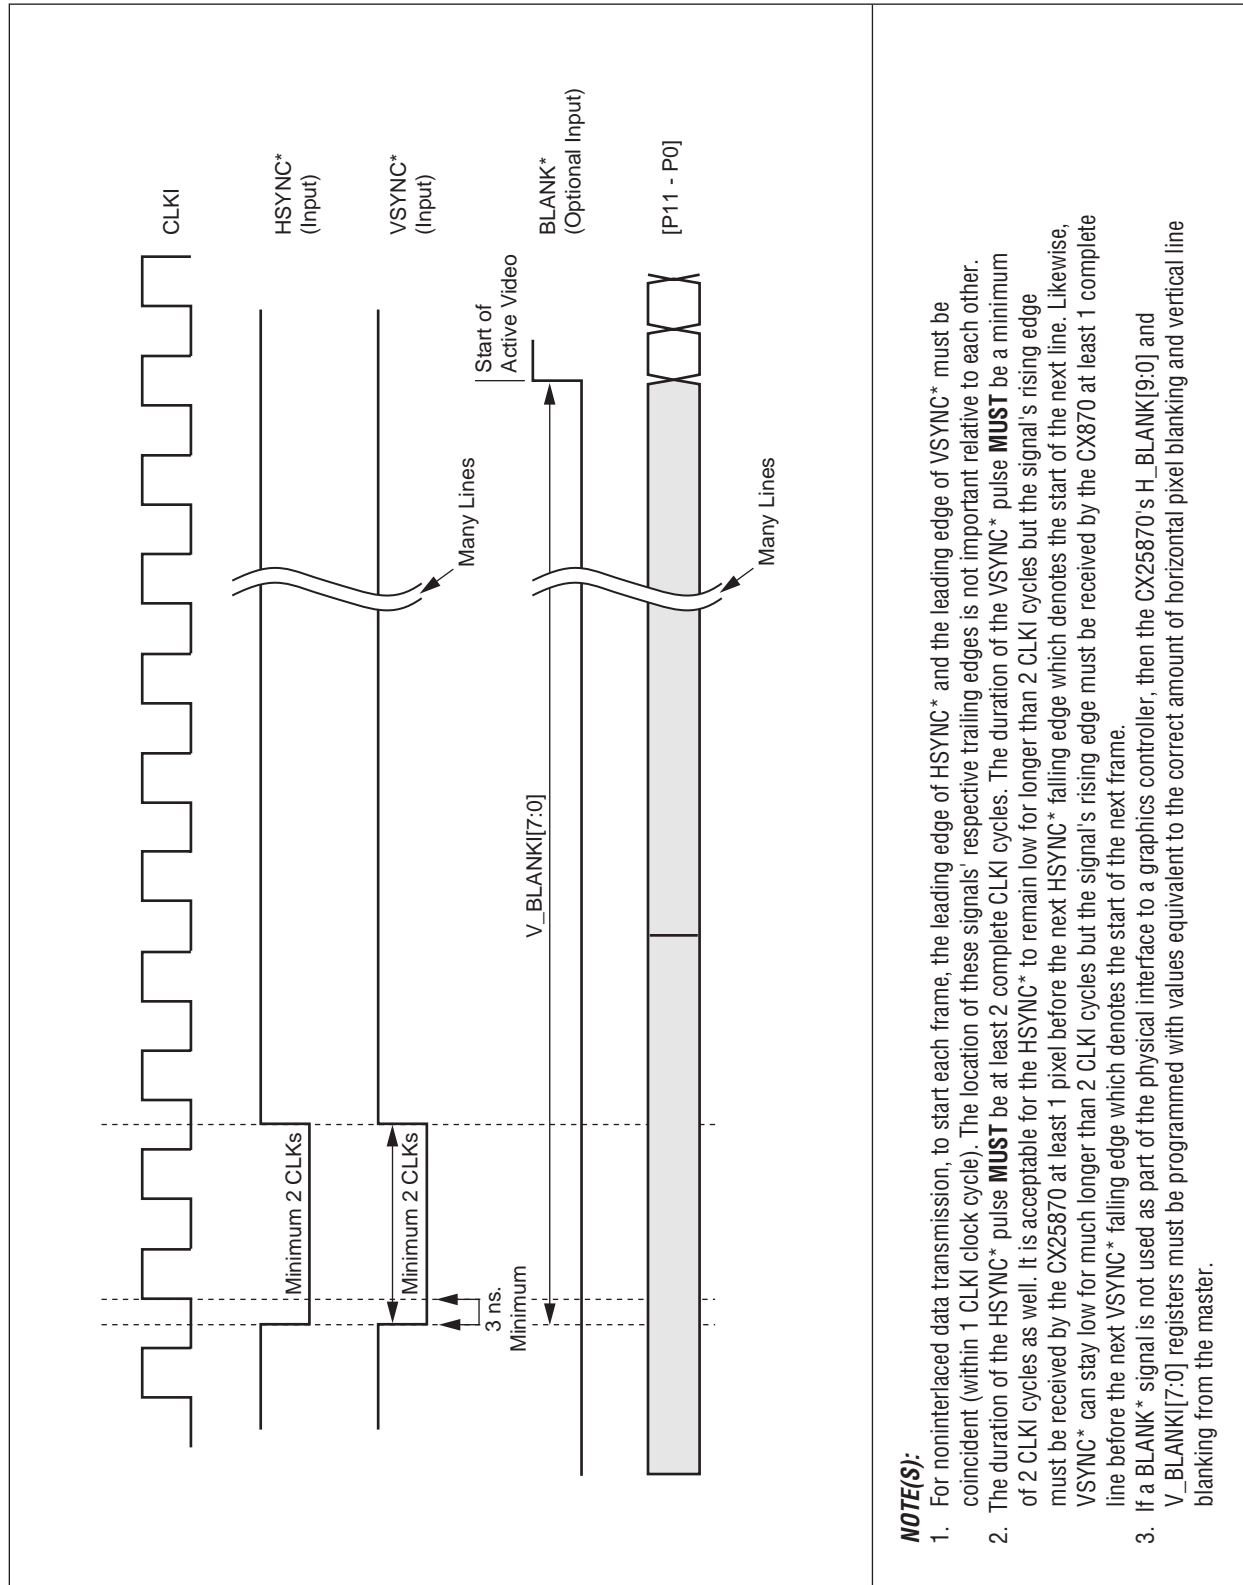 CLKI
HSYNC*
(Input)
VSYNC*
(Input)
BLANK*
(Optional Input)
[P11 - P0]
Start of
Active Video
Many Lines
Many Lines
V_BLANKI[7:0]
Minimum 2 CLKs
Minimum 2 CLKs
3 ns.
Minimum
NOTE(S):
1. For noninterlaced data transmission, to start each frame, the leading edge of HSYNC* and the leading edge of VSYNC* must be
coincident (within 1 CLKI clock cycle). The location of these signals' respective trailing edges is not important relative to each other.
2. The duration of the HSYNC* pulse MUST be at least 2 complete CLKI cycles. The duration of the VSYNC* pulse MUST be a minimum
of 2 CLKI cycles as well. It is acceptable for the HSYNC* to remain low for longer than 2 CLKI cycles but the signal's rising edge
must be received by the CX25870 at least 1 pixel before the next HSYNC* falling edge which denotes the start of the next line. Likewise,
VSYNC* can stay low for much longer than 2 CLKI cycles but the signal's rising edge must be received by the CX870 at least 1 complete
line before the next VSYNC* falling edge which denotes the start of the next frame.
3. If a BLANK* signal is not used as part of the physical interface to a graphics controller, then the CX25870's H_BLANK[9:0] and
V_BLANKI[7:0] registers must be programmed with values equivalent to the correct amount of horizontal pixel blanking and vertical line
blanking from the master.